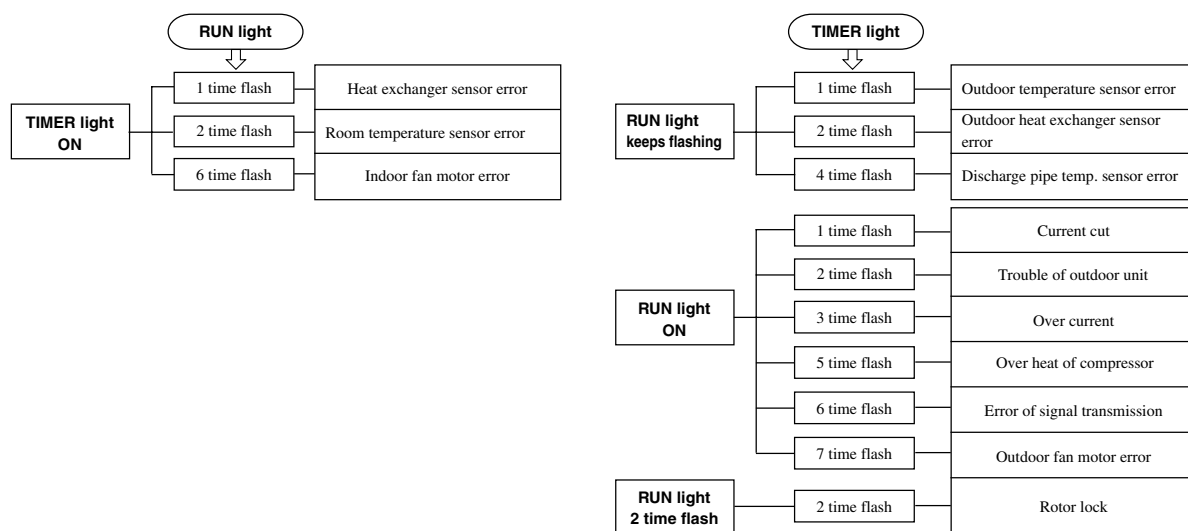 RUN light
TIMER light
ON
1 time flash
Heat exchanger sensor error
2 time flash
Room temperature sensor error
6 time flash
Indoor fan motor error
TIMER light
RUN light
keeps flashing
1 time flash
Outdoor temperature sensor error
2 time flash
Outdoor heat exchanger sensor
error
4 time flash
Discharge pipe temp. sensor error
RUN light
ON
1 time flash
Current cut
2 time flash
Trouble of outdoor unit
3 time flash
Over current
5 time flash
Over heat of compressor
6 time flash
Error of signal transmission
7 time flash
Outdoor fan motor error
RUN light
2 time flash
2 time flash
Rotor lock